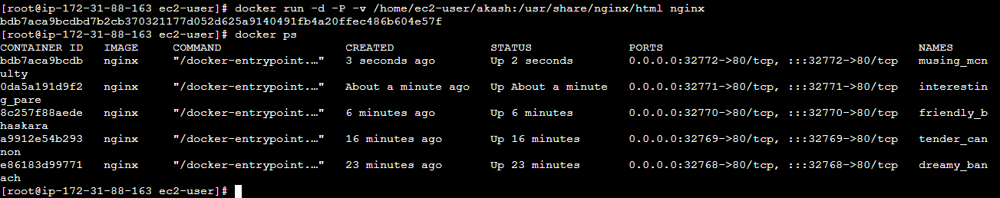 [root@ip-172-31-88-163 ec2-user]# docker run -d -P -v /home/ec2-user/akash:/usr/share/nginx/html nginx
bdb7aca9bcdbd7b2cb370321177d052d625a9140491fb4a20ffec486b604e57f
[root@ip-172-31-88-163 ec2-user]# docker ps
CONTAINER ID   IMAGE     COMMAND                  CREATED              STATUS              PORTS                                     NAMES
bdb7aca9bcdb   nginx     "/docker-entrypoint.…"   3 seconds ago        Up 2 seconds        0.0.0.0:32772->80/tcp, :::32772->80/tcp   musing_mcn
ulty
0da5a191d9f2   nginx     "/docker-entrypoint.…"   About a minute ago   Up About a minute   0.0.0.0:32771->80/tcp, :::32771->80/tcp   interestin
g_pare
8c257f88aede   nginx     "/docker-entrypoint.…"   6 minutes ago        Up 6 minutes        0.0.0.0:32770->80/tcp, :::32770->80/tcp   friendly_b
haskara
a9912e54b293   nginx     "/docker-entrypoint.…"   16 minutes ago       Up 16 minutes       0.0.0.0:32769->80/tcp, :::32769->80/tcp   tender_can
non
e86183d99771   nginx     "/docker-entrypoint.…"   23 minutes ago       Up 23 minutes       0.0.0.0:32768->80/tcp, :::32768->80/tcp   dreamy_ban
ach
[root@ip-172-31-88-163 ec2-user]#